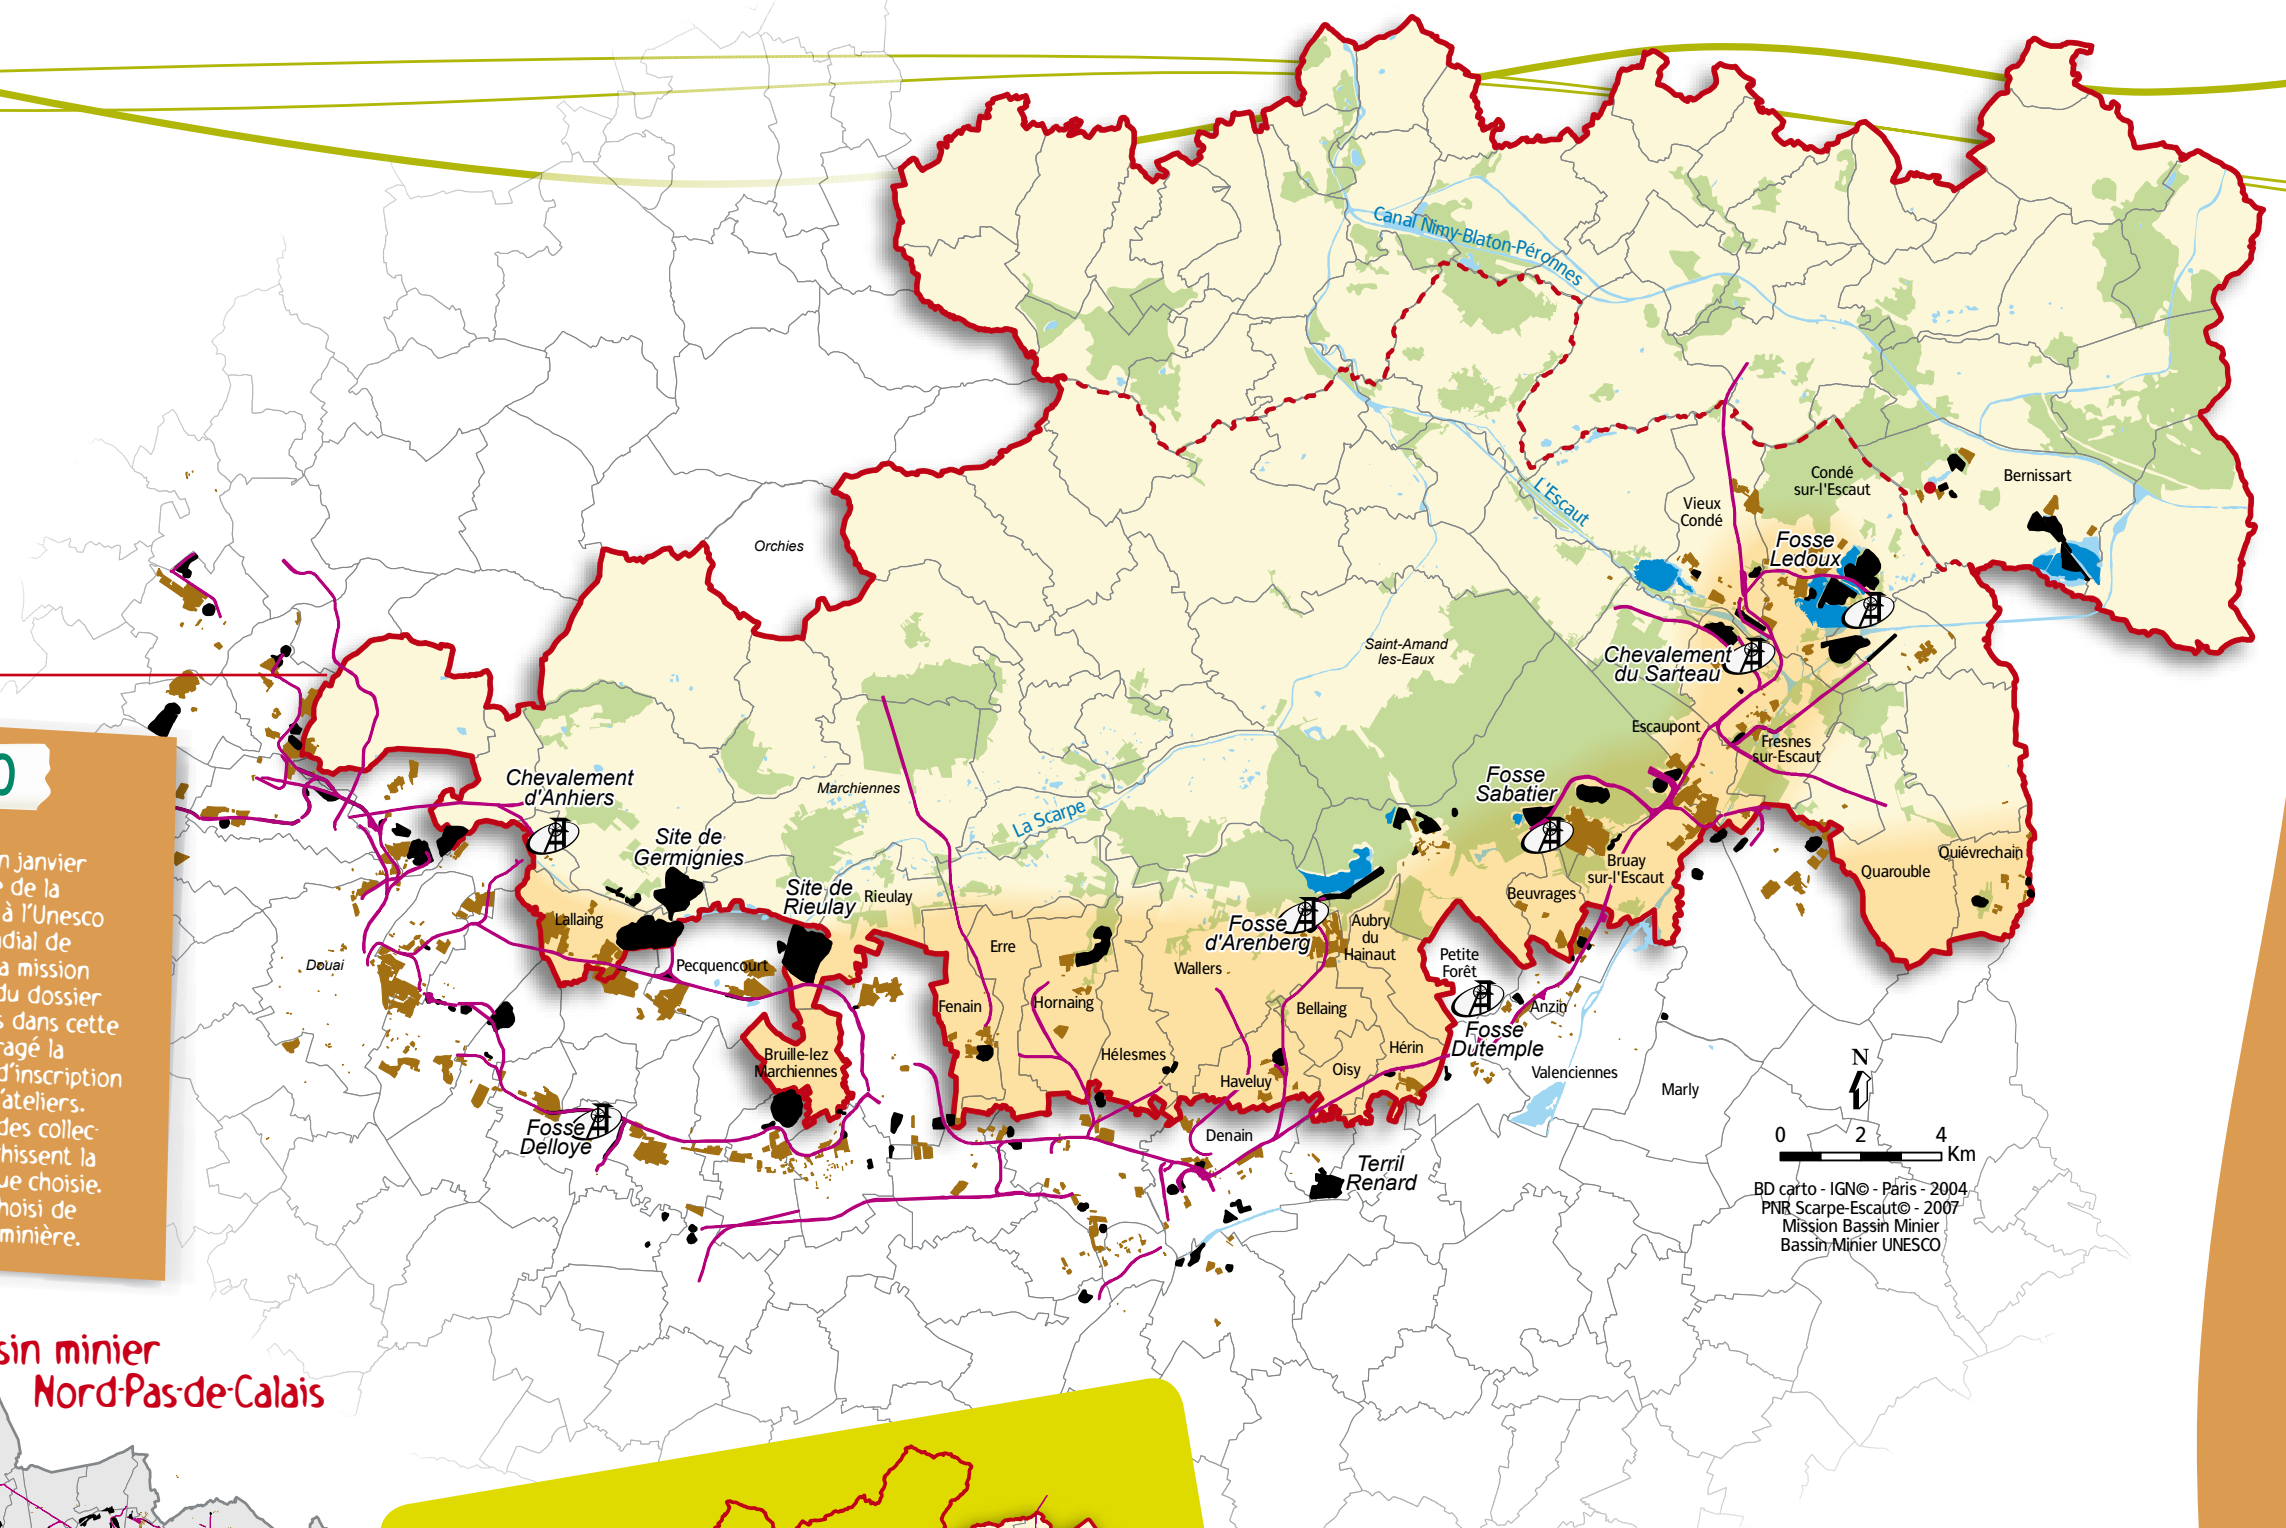 Canal Nimy-Blaton-Péronnes
Condé
sur-l'Escaut
Bernissart
Vieux
Condé
L'Escaut
Orchies
Fosse
Ledoux
Saint-Amand
les-Eaux
Chevalement
du Sarteau
Escaupont
Fresnes
sur-Escaut
Chevalement
d'Anhiers
Marchiennes
Fosse
Sabatier
La Scarpe
Site de
Germignies
Site de
Rieulay
Rieulay
Bruay
sur-l'Escaut
Quiévrechain
Quarouble
Beuvrages
Lallaing
Fosse
d'Arenberg
Aubry
du
Hainaut
Erre
Wallers
Petite
Forêt
Douai
Pecquencourt
Fenain
Hornaing
Bellaing
Anzin
Fosse
Dutemple
Bruille-lez
Marchiennes
Hélesmes
Hérin
Oisy
Haveluy
Valenciennes
Marly
Fosse
Delloye
Denain
Terril
Renard
N
0 2 4
Km
BD carto - IGN© - Paris - 2004
PNR Scarpe-Escaut© - 2007
Mission Bassin Minier
Bassin Minier UNESCO
0
n janvier
e de la
à l'Unesco
dial de
a mission
du dossier
s dans cette
ragé la
d'inscription
'ateliers.
des collec-
hissent la
ue choisie.
hoisi de
minière.
sin minier
Nord-Pas-de-Calais